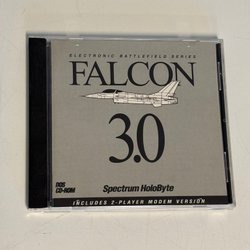 ELECTRONIC BATTLEFIELD SERIES
FALCON
3.0
DOS
CD-ROM
Spectrum HoloByte
INCLUDES 2-PLAYER MODEM VERSION